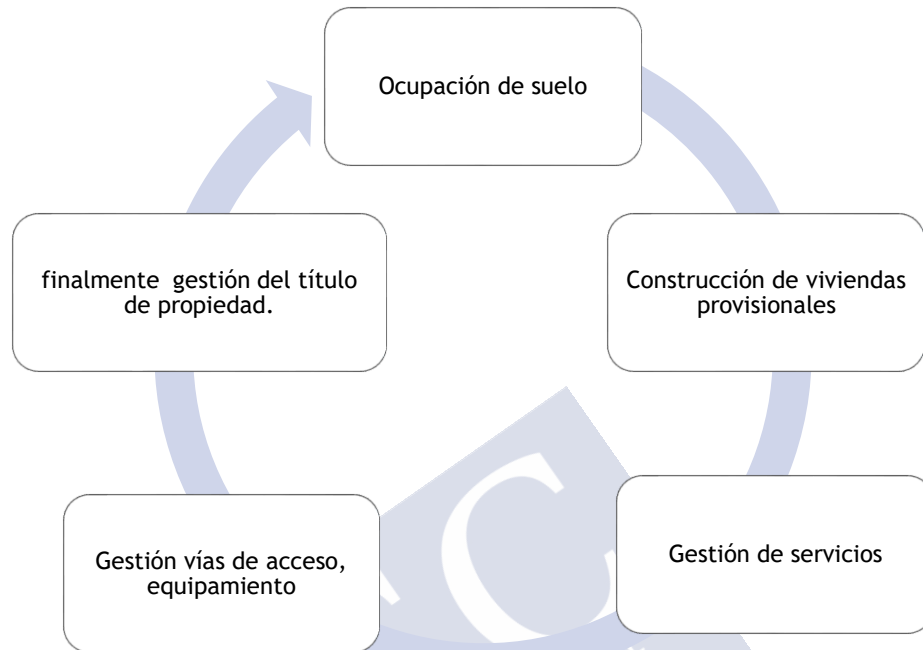 Ocupación de suelo
Construcción de viviendas
provisionales
Gestión de servicios
Gestión vías de acceso,
equipamiento
finalmente  gestión del título
de propiedad.